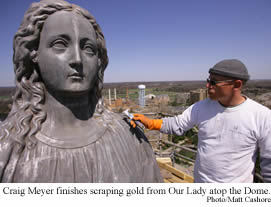 Craig Meyer finishes scraping gold from Our Lady atop the Dome.
Photo/Matt Cashore